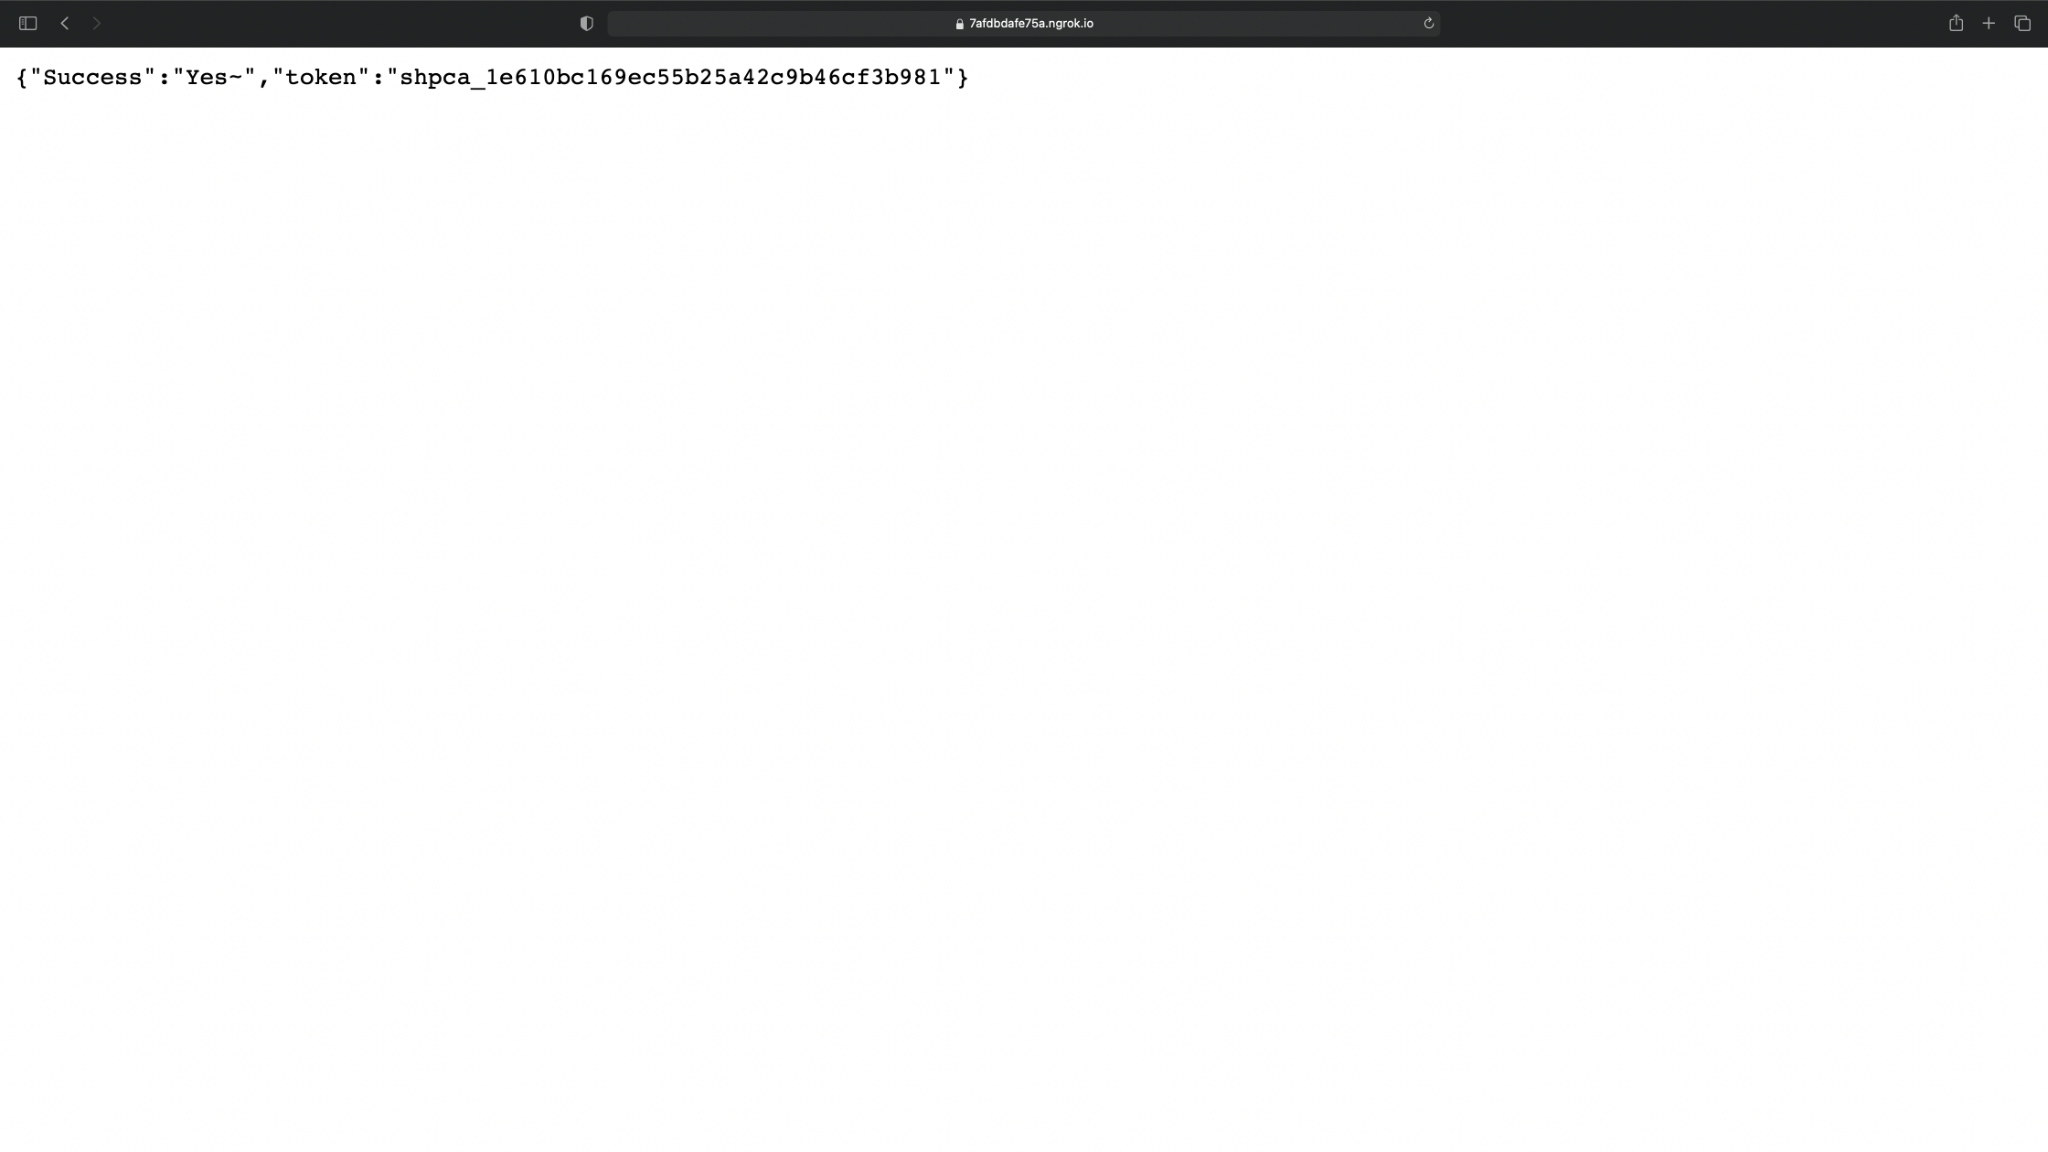 7afdbdafe75a.ngrok.io
{"Success":"Yes~","token":"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"}